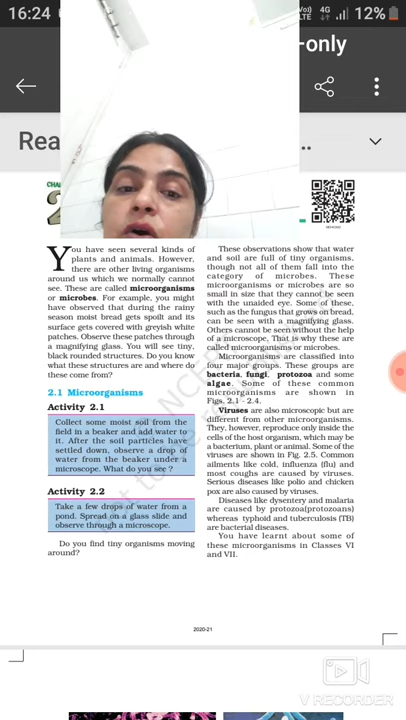 16:24
Vo)
LTE
4G
12%
-only
Rea
..
CHA
2
You have seen several kinds of
plants and animals. However,
there are other living organisms
around us which we normally cannot
see. These are called microorganisms
or microbes. For example, you might
have observed that during the rainy
season moist bread gets spoilt and its
surface gets covered with greyish white
patches. Observe these patches through
a magnifying glass. You will see tiny,
black rounded structures. Do you know
what these structures are and where do
these come from?
2.1 Microorganisms
Activity 2.1
Collect some moist soil from the
field in a beaker and add water to
it. After the soil particles have
settled down, observe a drop of
water from the beaker under a
microscope. What do you see ?
Activity 2.2
Take a few drops of water from a
pond. Spread on a glass slide and
observe through a microscope.
Do you find tiny organisms moving
around?
These observations show that water
and soil are full of tiny organisms,
though not all of them fall into the
category of microbes. These
microorganisms or microbes are so
small in size that they cannot be seen
with the unaided eye. Some of these,
such as the fungus that grows on bread,
can be seen with a magnifying glass.
Others cannot be seen without the help
of a microscope. That is why these are
called microorganisms or microbes.
Microorganisms are classified into
four major groups. These groups are
bacteria, fungi, protozoa and some
algae. Some of these common
microorganisms are shown in
Figs. 2.1 - 2.4.
Viruses are also microscopic but are
different from other microorganisms.
They, however, reproduce only inside the
cells of the host organism, which may be
a bacterium, plant or animal. Some of the
viruses are shown in Fig. 2.5. Common
ailments like cold, influenza (flu) and
most coughs are caused by viruses.
Serious diseases like polio and chicken
pox are also caused by viruses.
Diseases like dysentery and malaria
are caused by protozoa(protozoans)
whereas typhoid and tuberculosis (TB)
are bacterial diseases.
You have learnt about some of
these microorganisms in Classes VI
and VII.
2020-21
V RECORDER